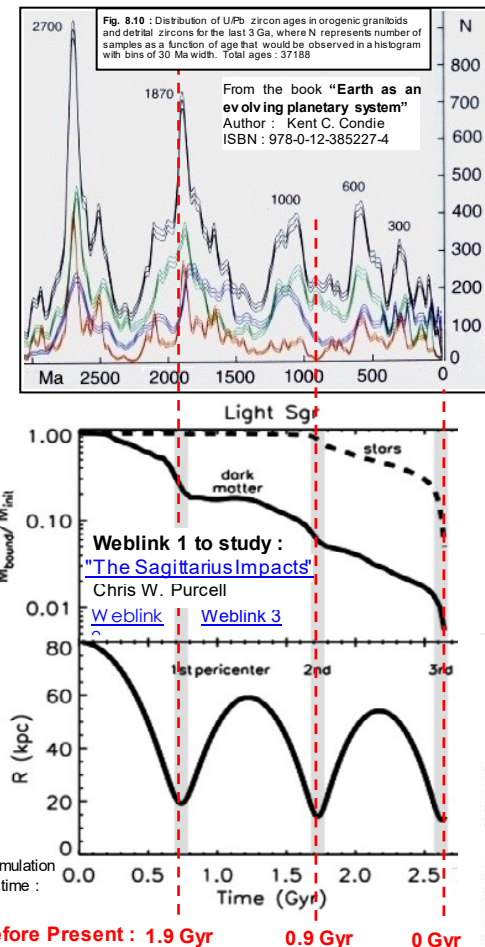 Fig. 8.10 : Distribution of U/Pb zircon ages in orogenic granitoids
and detrital zircons for the last 3 Ga, where N represents number of
samples as a function of age that would be observed in a histogram
with bins of 30 Ma width. Total ages : 37188
From the book "Earth as an
evolving planetary system"
Author : Kent C. Condie
ISBN : 978-0-12-385227-4
2700
1870
1000
600
300
N
900
800
700
600
500
400
300
200
100
0
Ma 2500 2000 1500 1000 500 0
Light Sgr
1.00
0.10
0.01
M bound / M init
stars
dark
matter
Weblink 1 to study :
"The Sagittarius Impacts"
Chris W. Purcell
Weblink
Weblink 3
1st pericenter 2nd 3rd
80
60
40
20
0
R (kpc)
0.0 0.5 1.0 1.5 2.0 2.5
Time (Gyr)
time :
Present : 1.9 Gyr 0.9 Gyr 0 Gyr